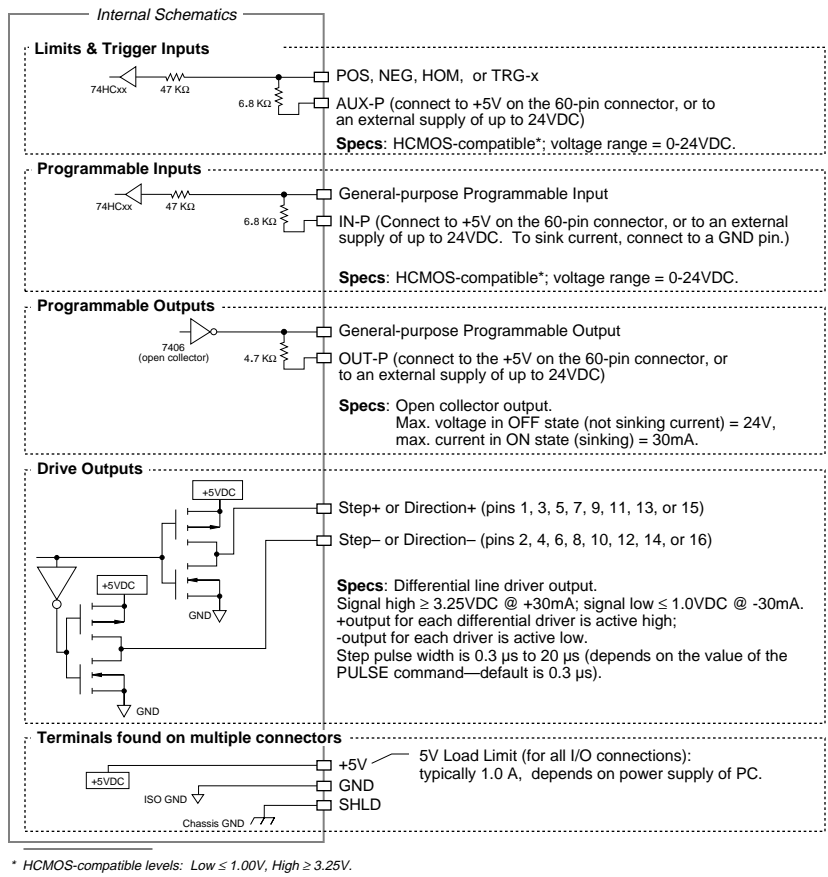 Internal Schematics
Limits & Trigger Inputs
74HCxx
47 KΩ
6.8 KΩ
POS, NEG, HOM, or TRG-x
AUX-P (connect to +5V on the 60-pin connector, or to
an external supply of up to 24VDC)
Specs: HCMOS-compatible*; voltage range = 0-24VDC.
Programmable Inputs
74HCxx
47 KΩ
6.8 KΩ
General-purpose Programmable Input
IN-P (Connect to +5V on the 60-pin connector, or to an external
supply of up to 24VDC. To sink current, connect to a GND pin.)
Specs: HCMOS-compatible*; voltage range = 0-24VDC.
Programmable Outputs
7406
(open collector)
4.7 KΩ
General-purpose Programmable Output
OUT-P (connect to the +5V on the 60-pin connector, or
to an external supply of up to 24VDC)
Specs: Open collector output.
Max. voltage in OFF state (not sinking current) = 24V,
max. current in ON state (sinking) = 30mA.
Drive Outputs
+5VDC
Step+ or Direction+ (pins 1, 3, 5, 7, 9, 11, 13, or 15)
Step– or Direction– (pins 2, 4, 6, 8, 10, 12, 14, or 16)
+5VDC
GND
GND
Specs: Differential line driver output.
Signal high ≥ 3.25VDC @ +30mA; signal low ≤ 1.0VDC @ -30mA.
+output for each differential driver is active high;
-output for each driver is active low.
Step pulse width is 0.3 µs to 20 µs (depends on the value of the
PULSE command—default is 0.3 µs).
Terminals found on multiple connectors
+5VDC
ISO GND
Chassis GND
+5V
GND
SHLD
5V Load Limit (for all I/O connections):
typically 1.0 A, depends on power supply of PC.
* HCMOS-compatible levels: Low ≤ 1.00V, High ≥ 3.25V.